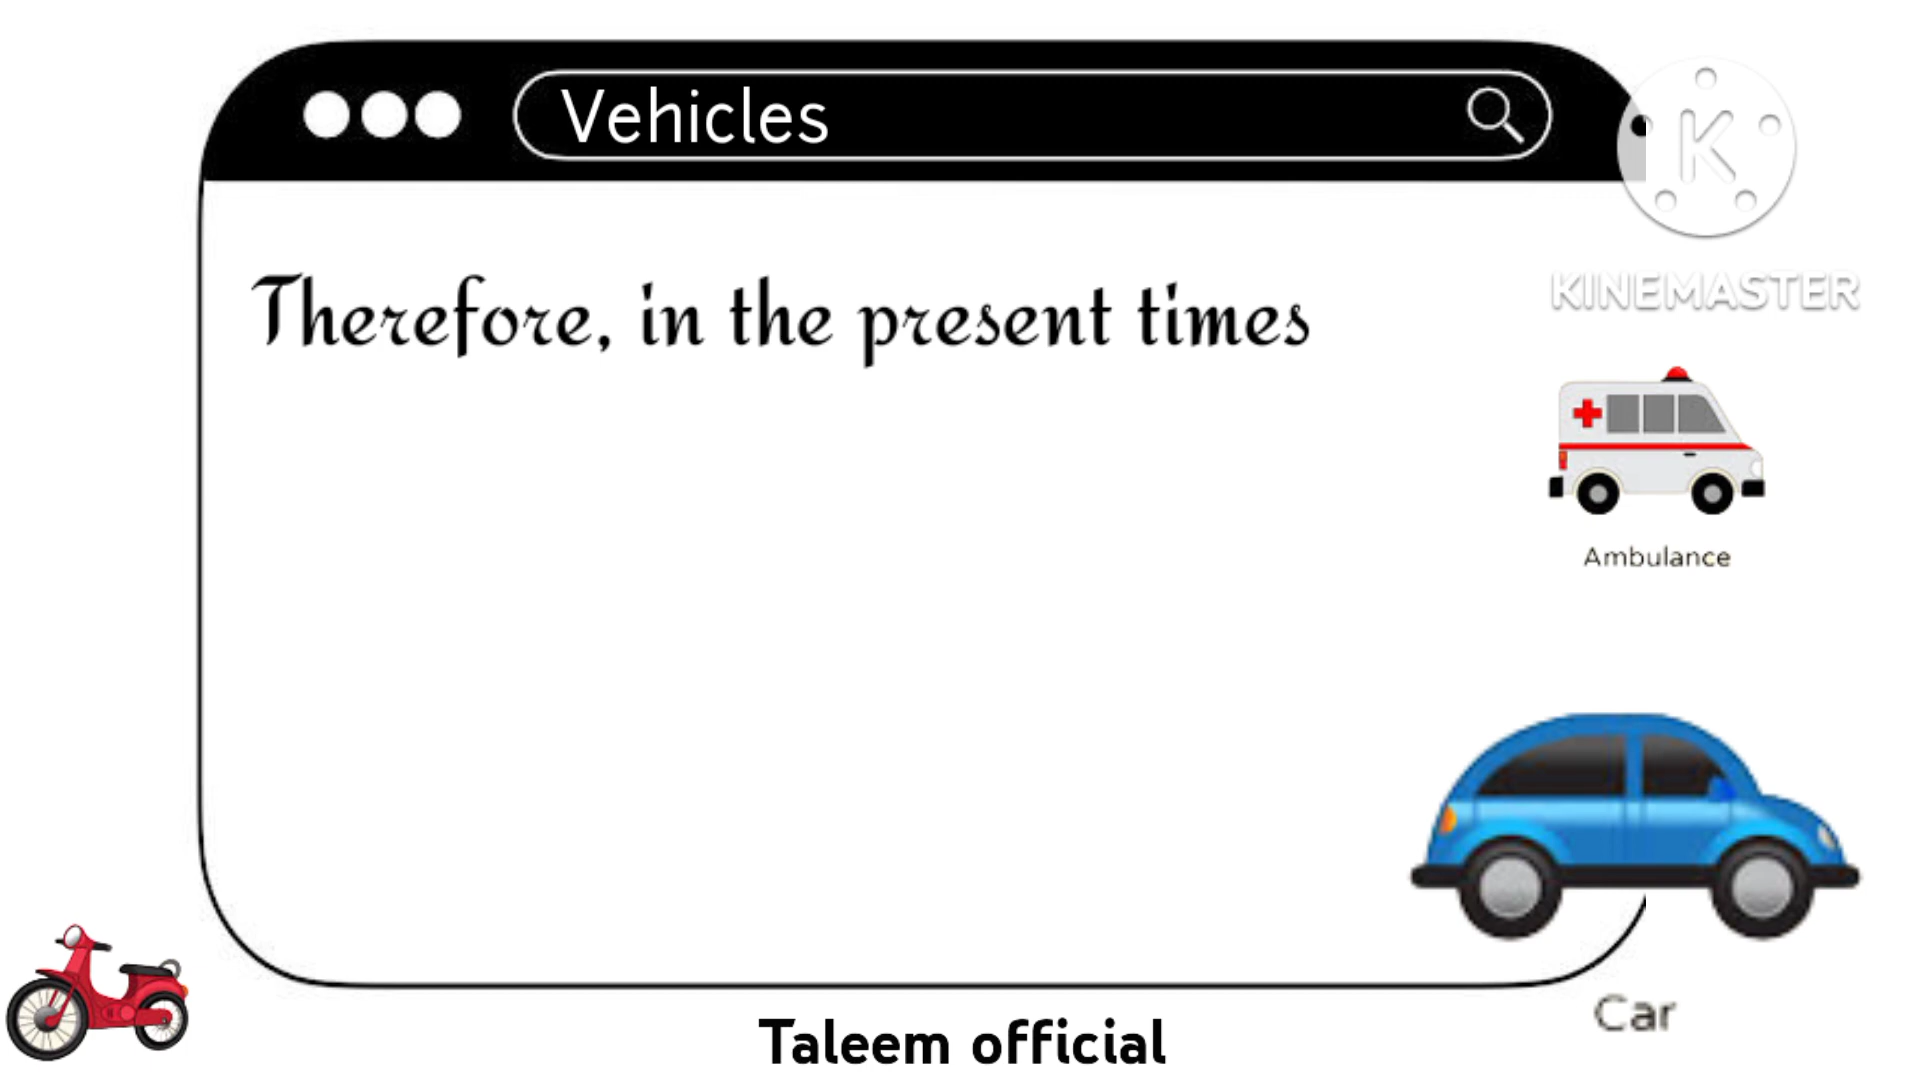 Vehicles
K
KINEMASTER
Therefore, in the present times
Ambulance
Car
Taleem official